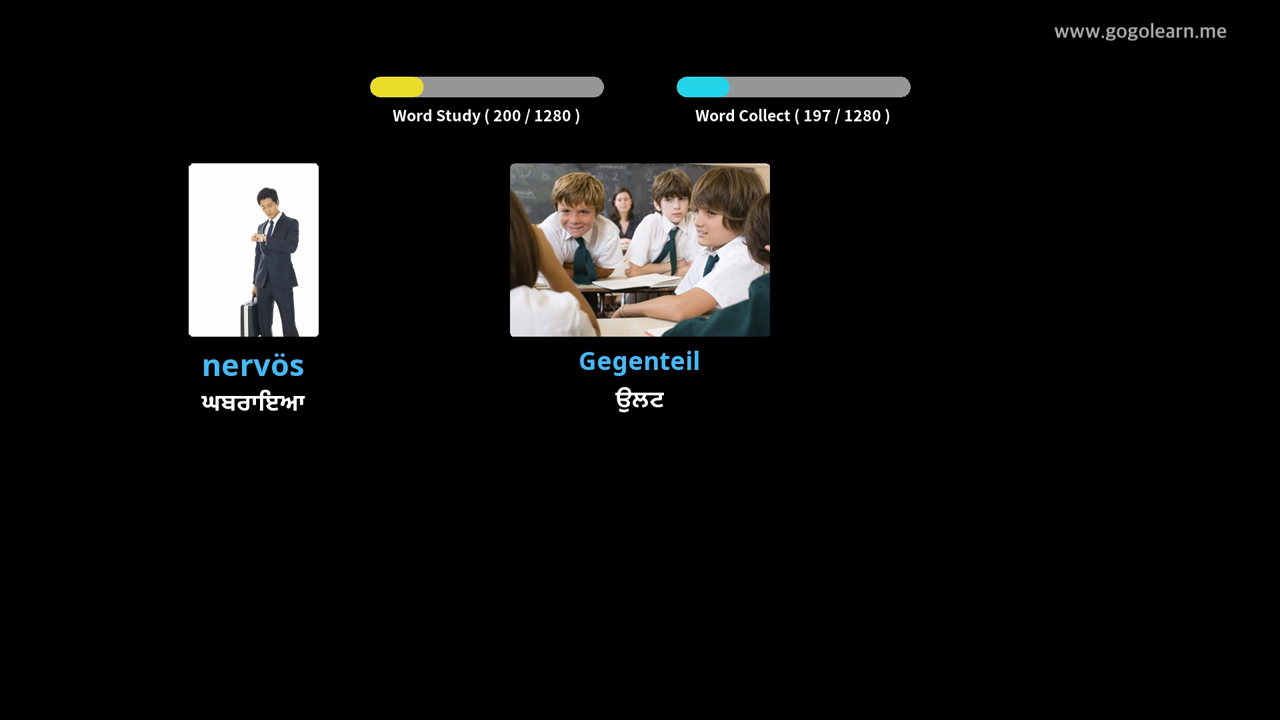 www.gogolearn.me
Word Study ( 200 / 1280 )
Word Collect ( 197 / 1280 )
nervös
ਘਬਰਾਇਆ
Gegenteil
ਉਲਟ